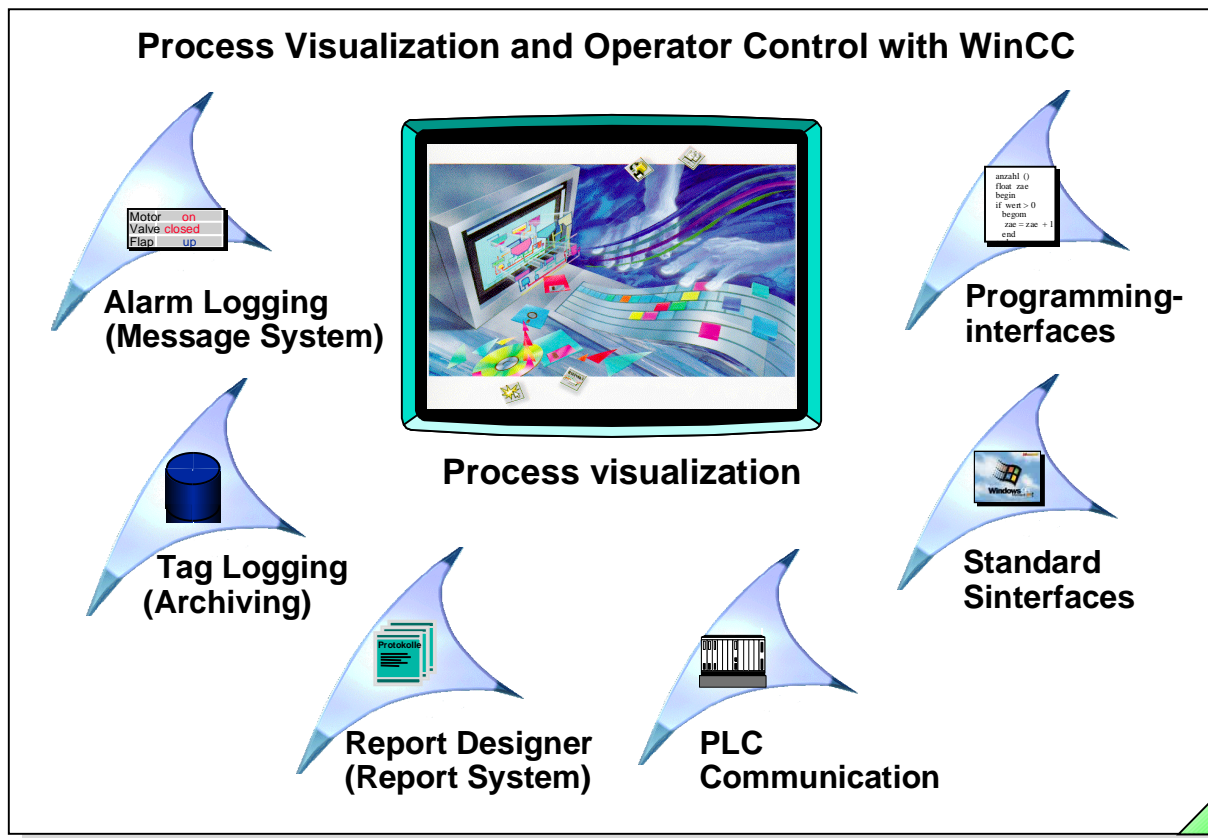 Process Visualization and Operator Control with WinCC
Motor on
Valve closed
Flap up
Alarm Logging
(Message System)
anzahl ()
float zae
begin
if wert > 0
begom
zae = zae + 1
end
Programming-
interfaces
Process visualization
Tag Logging
(Archiving)
Windows
Standard
Sinterfaces
Protokolle
Report Designer
(Report System)
PLC
Communication